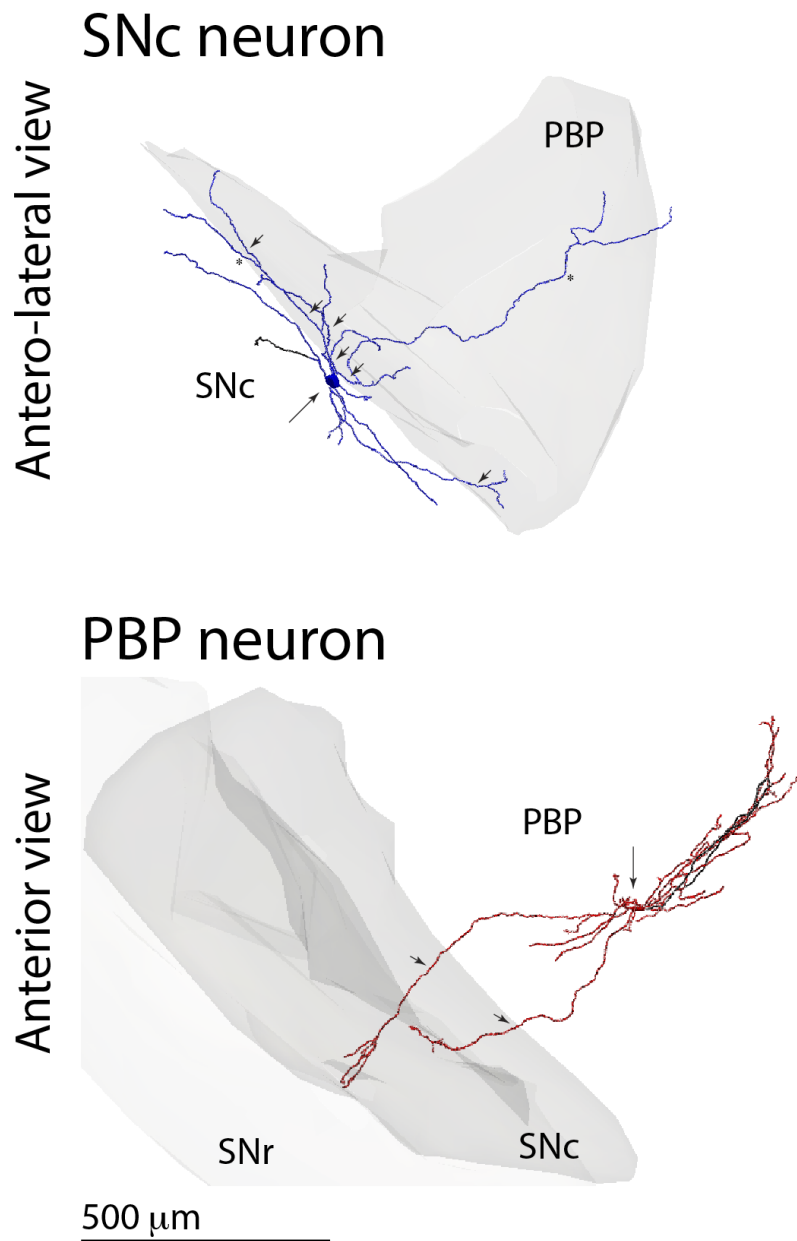 SNc neuron
Antero-lateral view
PBP
*
*
SNc
PBP neuron
Anterior view
PBP
SNr
SNc
500 μm